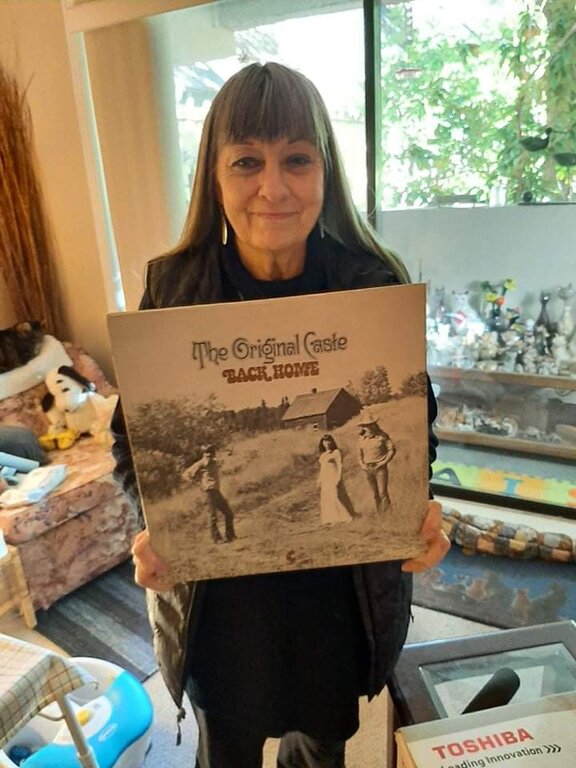 The Original Caste
BACK HOME
TOSHIBA
Leading Innovation >>>